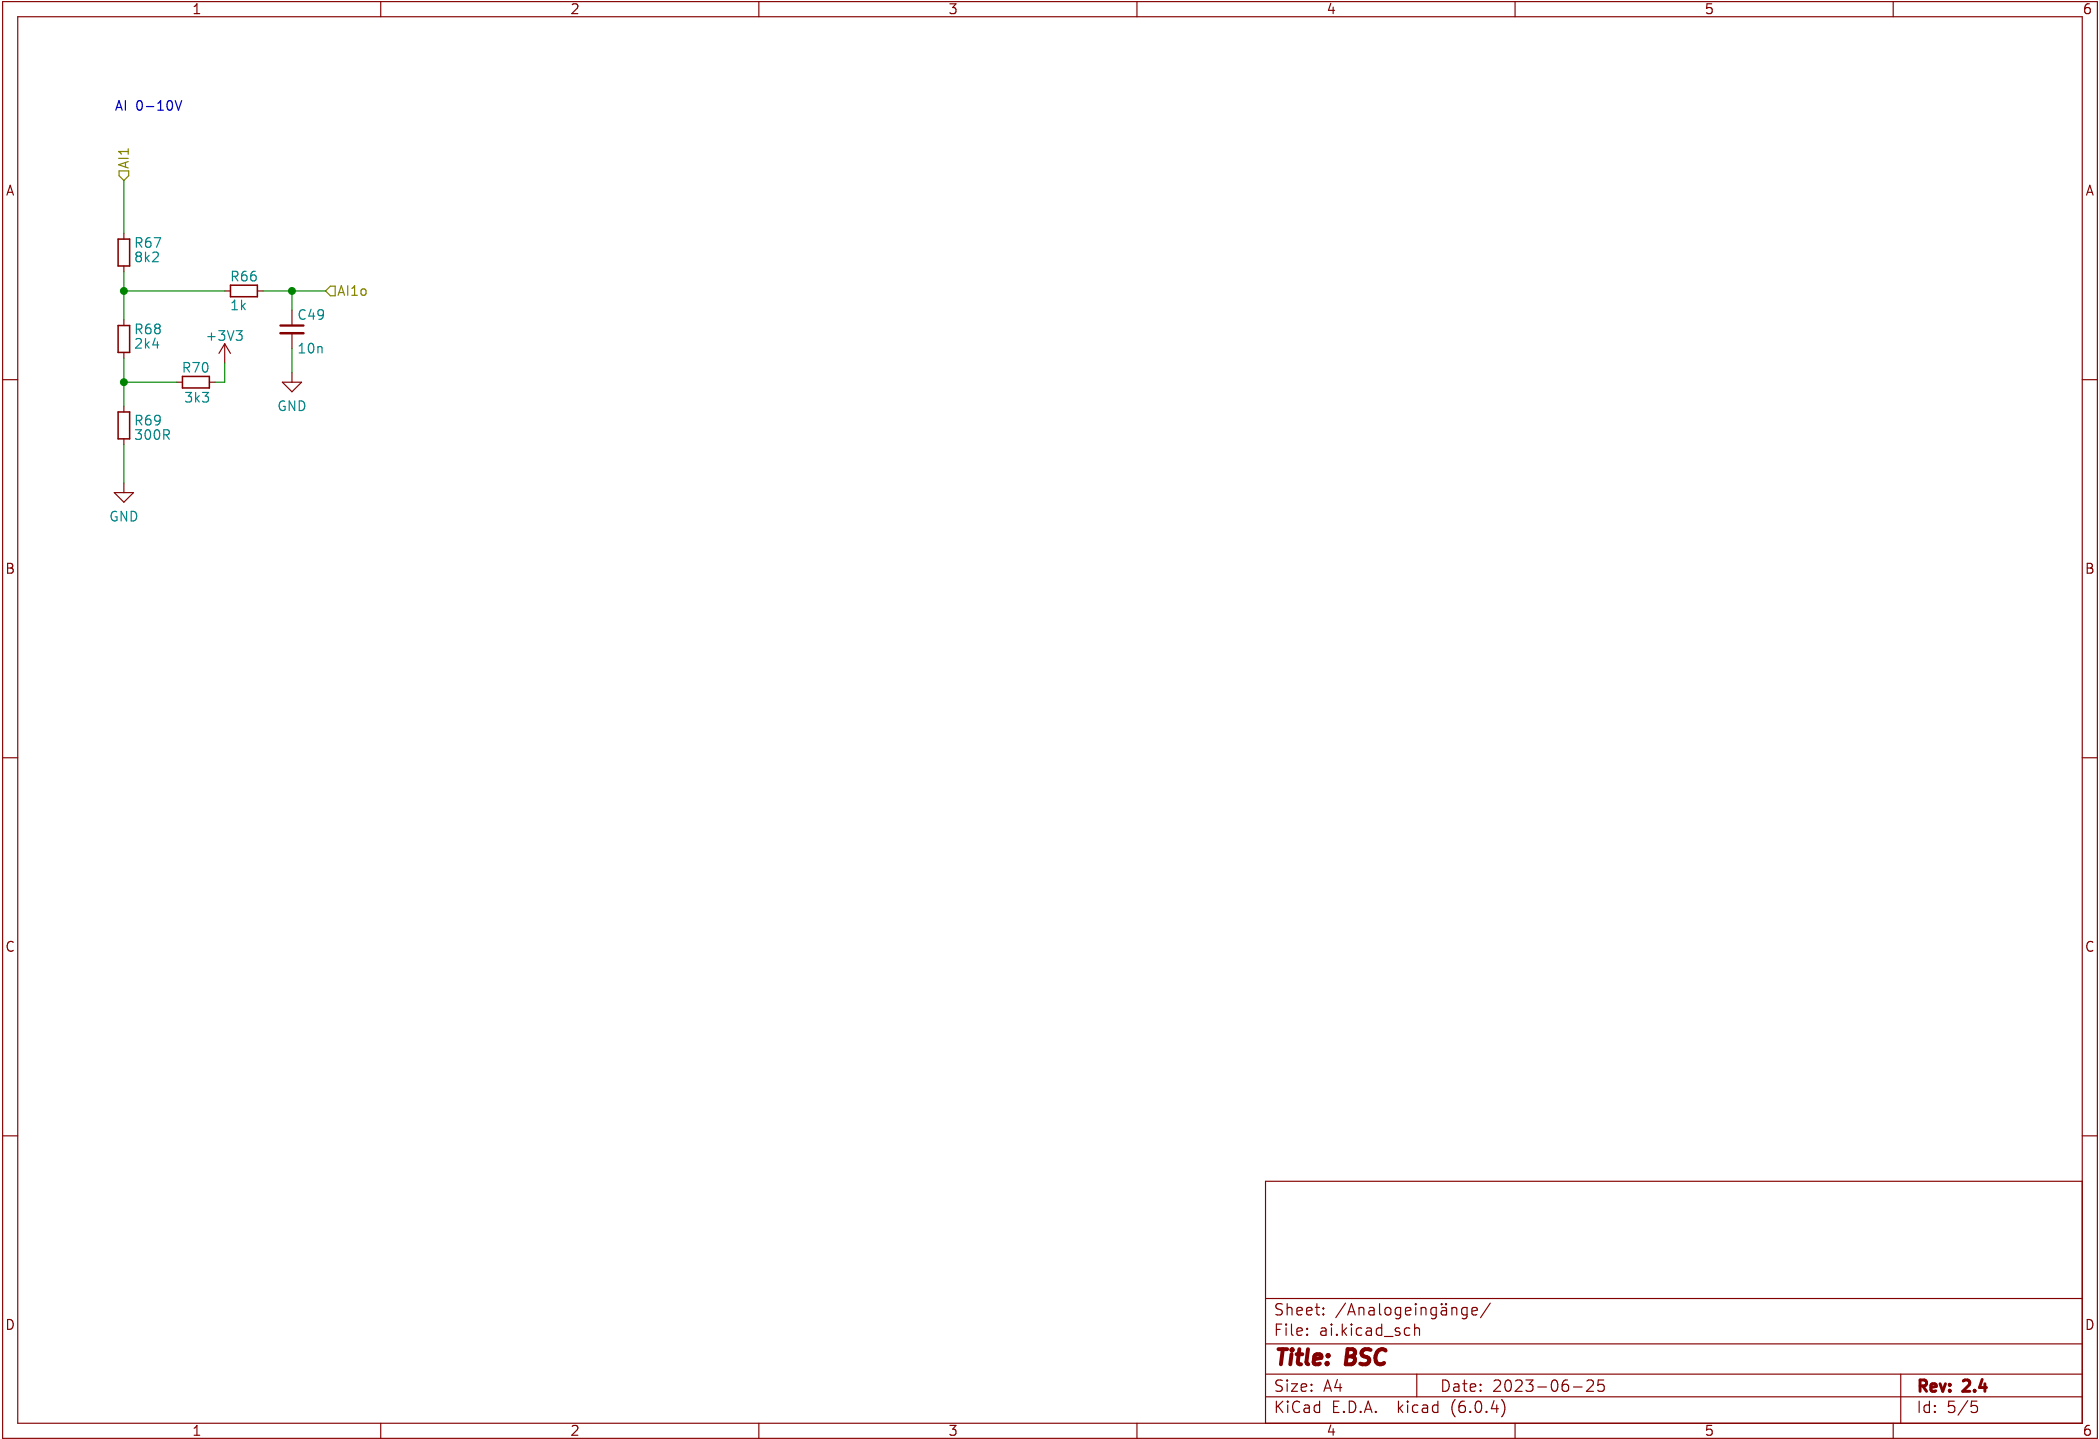 1 2 3 4 5 6
AI 0-10V
AI1
A A
R67
8k2
R66
1k
AI1o
C49
10n
GND
R68
2k4
+3V3
R70
3k3
R69
300R
GND
B B
C C
D D
Sheet: /Analogeingänge/
File: ai.kicad_sch
Title: BSC
Size: A4 Date: 2023-06-25 Rev: 2.4
KiCad E.D.A. kicad (6.0.4) Id: 5/5
1 2 3 4 5 6